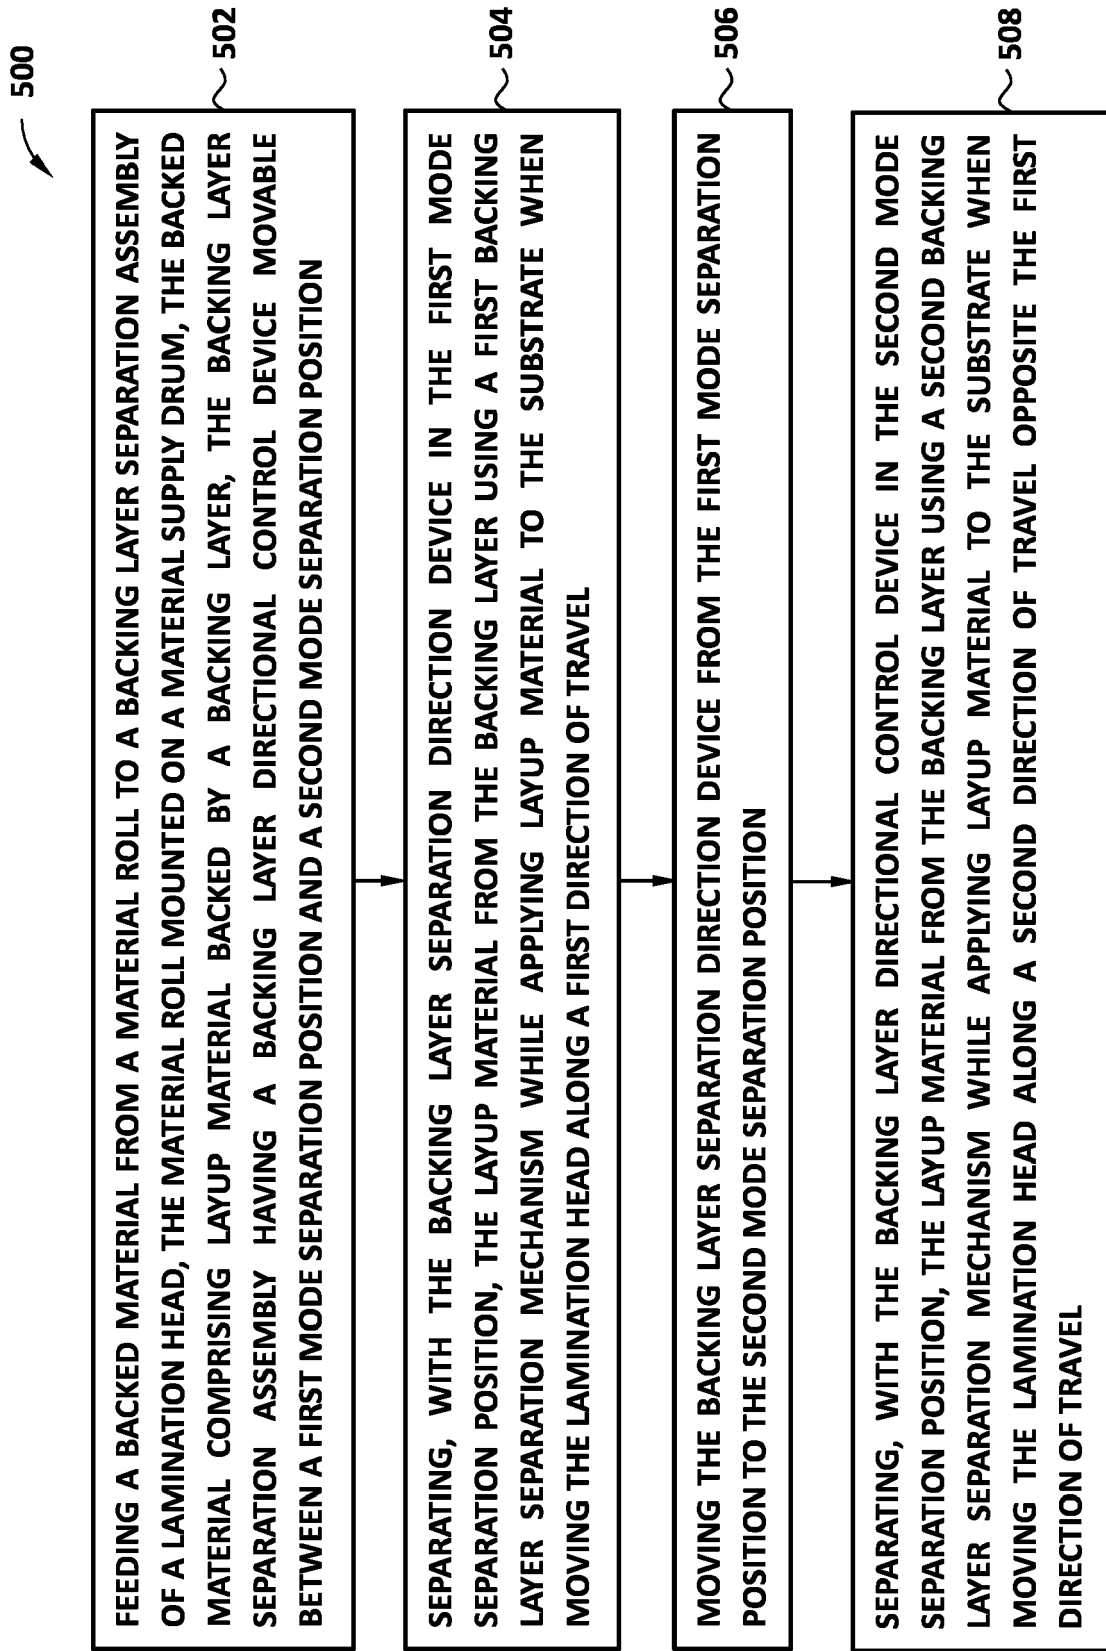 500
FEEDING A BACKED MATERIAL FROM A MATERIAL ROLL TO A BACKING LAYER SEPARATION ASSEMBLY
OF A LAMINATION HEAD, THE MATERIAL ROLL MOUNTED ON A MATERIAL SUPPLY DRUM, THE BACKED
MATERIAL COMPRISING LAYUP MATERIAL BACKED BY A BACKING LAYER, THE BACKING LAYER
SEPARATION ASSEMBLY HAVING A BACKING LAYER DIRECTIONAL CONTROL DEVICE MOVABLE
BETWEEN A FIRST MODE SEPARATION POSITION AND A SECOND MODE SEPARATION POSITION
502
SEPARATING, WITH THE BACKING LAYER SEPARATION DIRECTION DEVICE IN THE FIRST MODE
SEPARATION POSITION, THE LAYUP MATERIAL FROM THE BACKING LAYER USING A FIRST BACKING
LAYER SEPARATION MECHANISM WHILE APPLYING LAYUP MATERIAL TO THE SUBSTRATE WHEN
MOVING THE LAMINATION HEAD ALONG A FIRST DIRECTION OF TRAVEL
504
MOVING THE BACKING LAYER SEPARATION DIRECTION DEVICE FROM THE FIRST MODE SEPARATION
POSITION TO THE SECOND MODE SEPARATION POSITION
506
SEPARATING, WITH THE BACKING LAYER DIRECTIONAL CONTROL DEVICE IN THE SECOND MODE
SEPARATION POSITION, THE LAYUP MATERIAL FROM THE BACKING LAYER USING A SECOND BACKING
LAYER SEPARATION MECHANISM WHILE APPLYING LAYUP MATERIAL TO THE SUBSTRATE WHEN
MOVING THE LAMINATION HEAD ALONG A SECOND DIRECTION OF TRAVEL OPPOSITE THE FIRST
DIRECTION OF TRAVEL
508